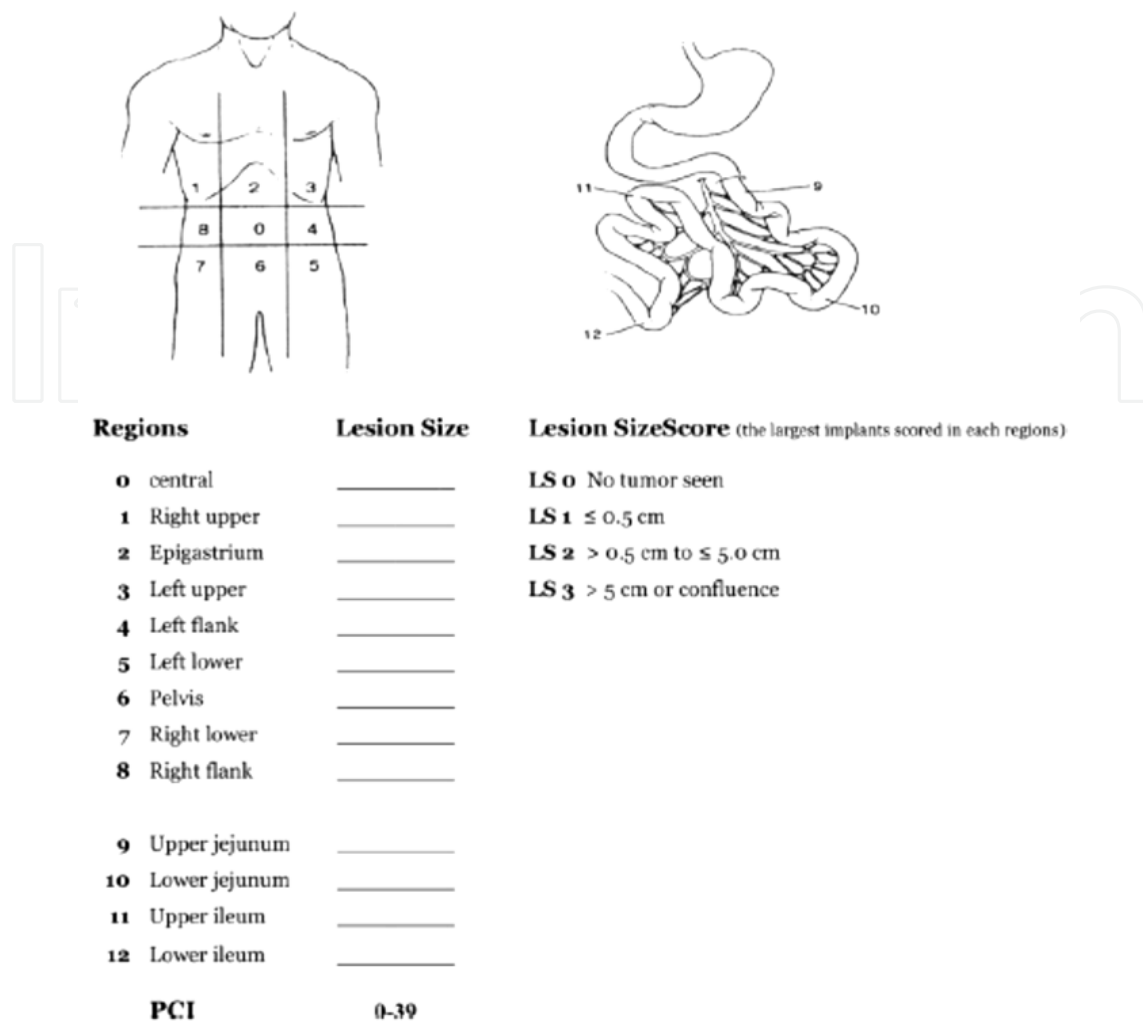 1 2 3
8 0 4
7 6 5
11 9
10
12
Regions Lesion Size Lesion SizeScore (the largest implants scored in each regions)
0 central LS 0 No tumor seen
1 Right upper LS 1 ≤ 0.5 cm
2 Epigastrium LS 2 > 0.5 cm to ≤ 5.0 cm
3 Left upper LS 3 > 5 cm or confluence
4 Left flank
5 Left lower
6 Pelvis
7 Right lower
8 Right flank
9 Upper jejunum
10 Lower jejunum
11 Upper ileum
12 Lower ileum
PCI 0-39